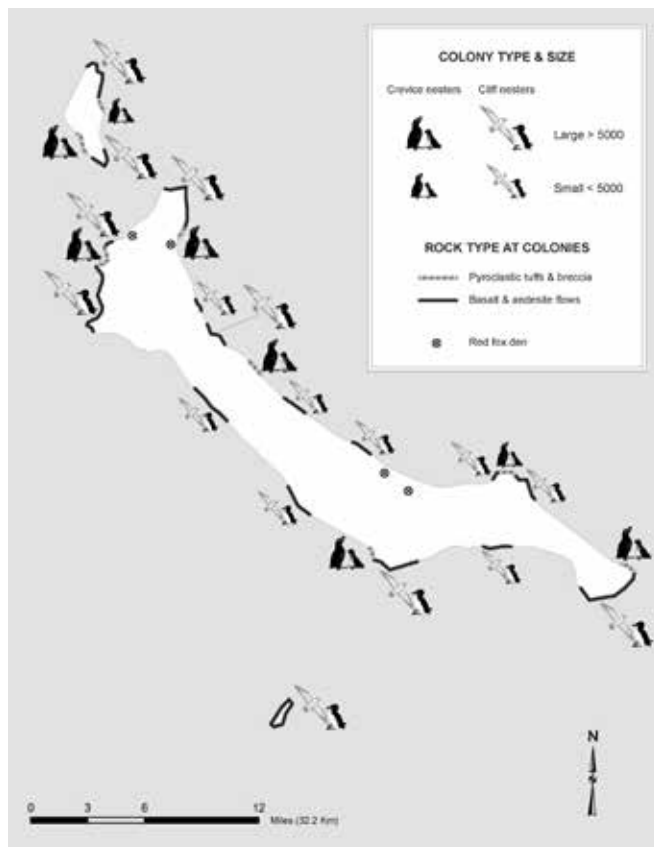 COLONY TYPE & SIZE
Crevice nesters Cliff nesters
Large > 5000
Small < 5000
ROCK TYPE AT COLONIES
Pyroclastic tuffs & breccia
Basalt & andesite flows
Red fox den
N
S
0 3 6 12
Miles (32.2 Km)